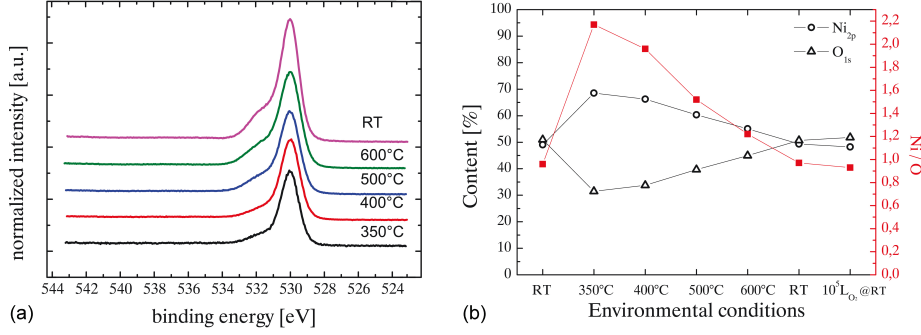 normalized intensity [a.u.]
RT
600°C
500°C
400°C
350°C
544 542 540 538 536 534 532 530 528 526 524
binding energy [eV]
(a)
100
90
80
70
60
50
40
30
20
10
0
Content [%]
Ni2p
O1s
2,2
2,0
1,8
1,6
1,4
1,2
1,0
0,8
0,6
0,4
0,2
0,0
Ni / O
RT 350°C 400°C 500°C 600°C RT 10⁵LO₂@RT
Environmental conditions
(b)